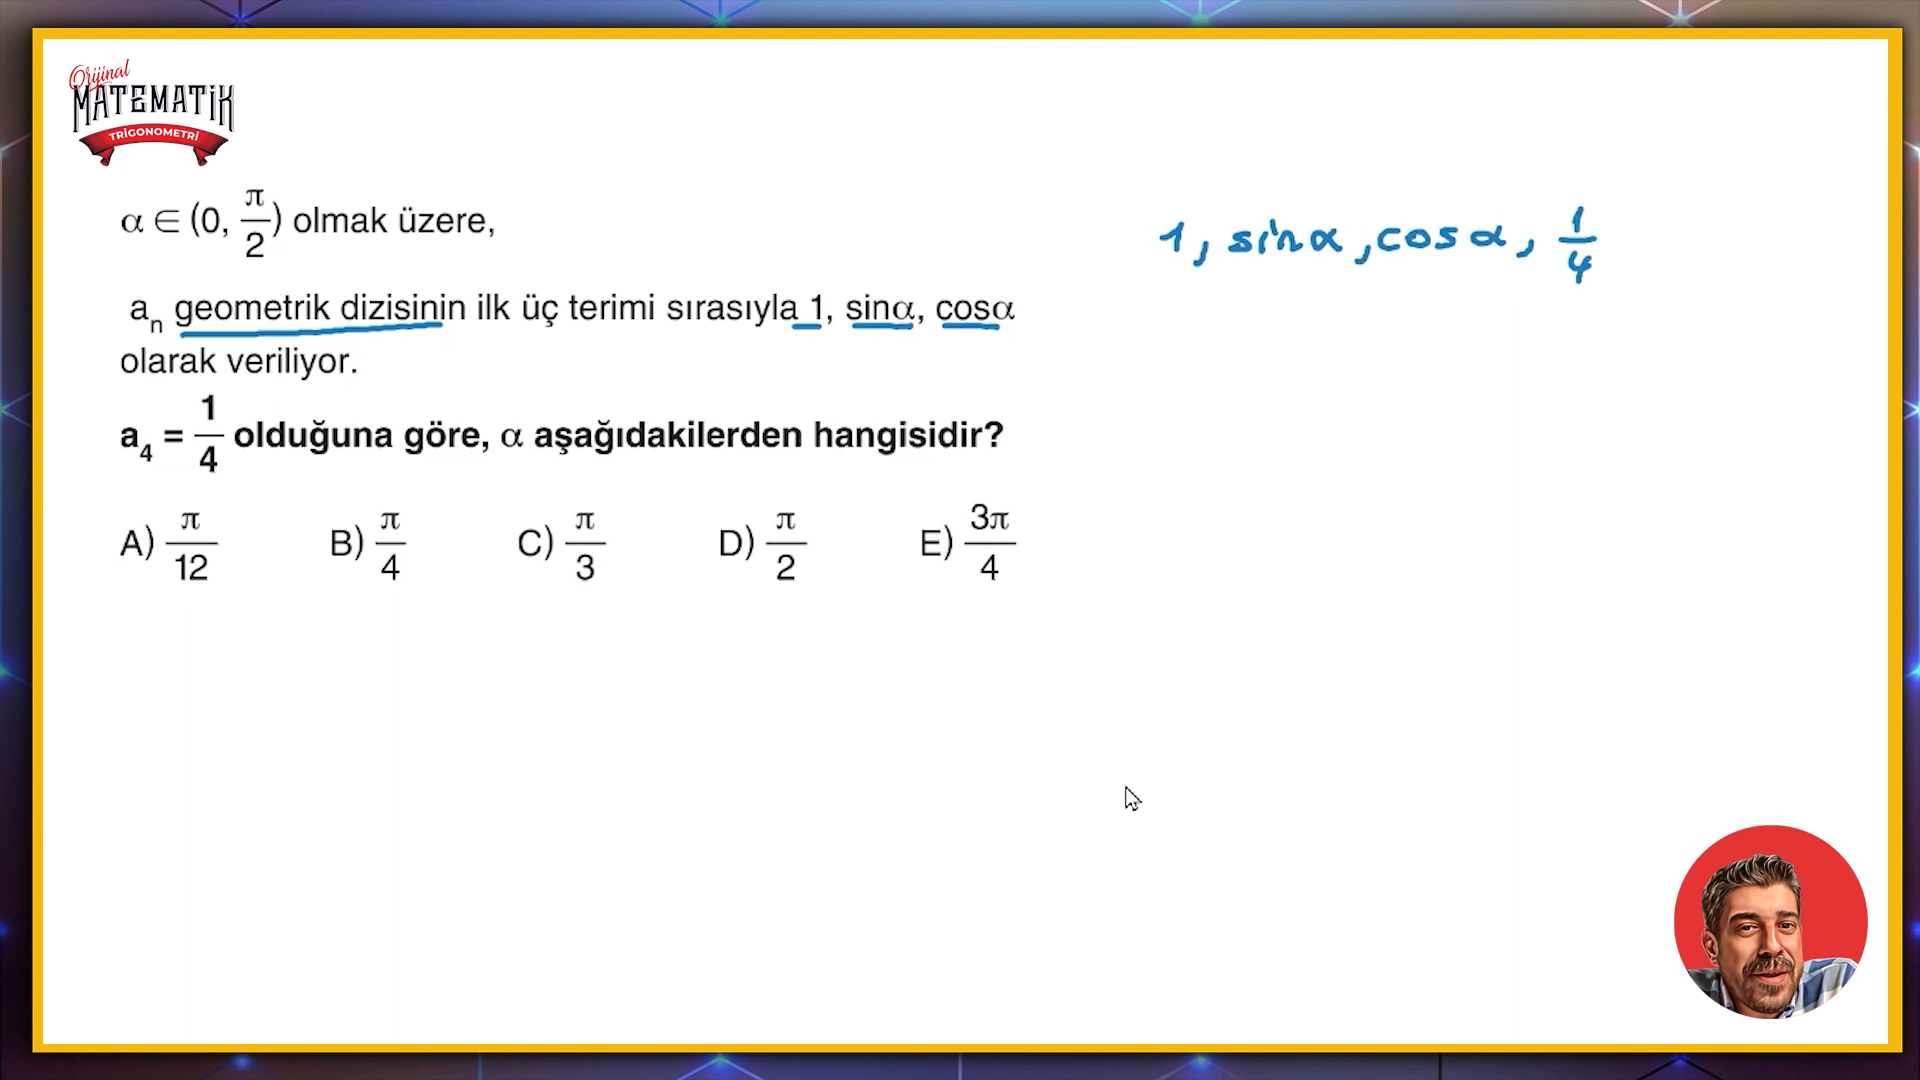 Orijinal
MATEMATİK
TRİGONOMETRİ
α ∈ (0, π/2) olmak üzere,
1, sinα, cosα, 1/4
aₙ geometrik dizisinin ilk üç terimi sırasıyla 1, sinα, cosα
olarak veriliyor.
a₄ = 1/4 olduğuna göre, α aşağıdakilerden hangisidir?
A) π/12 B) π/4 C) π/3 D) π/2 E) 3π/4